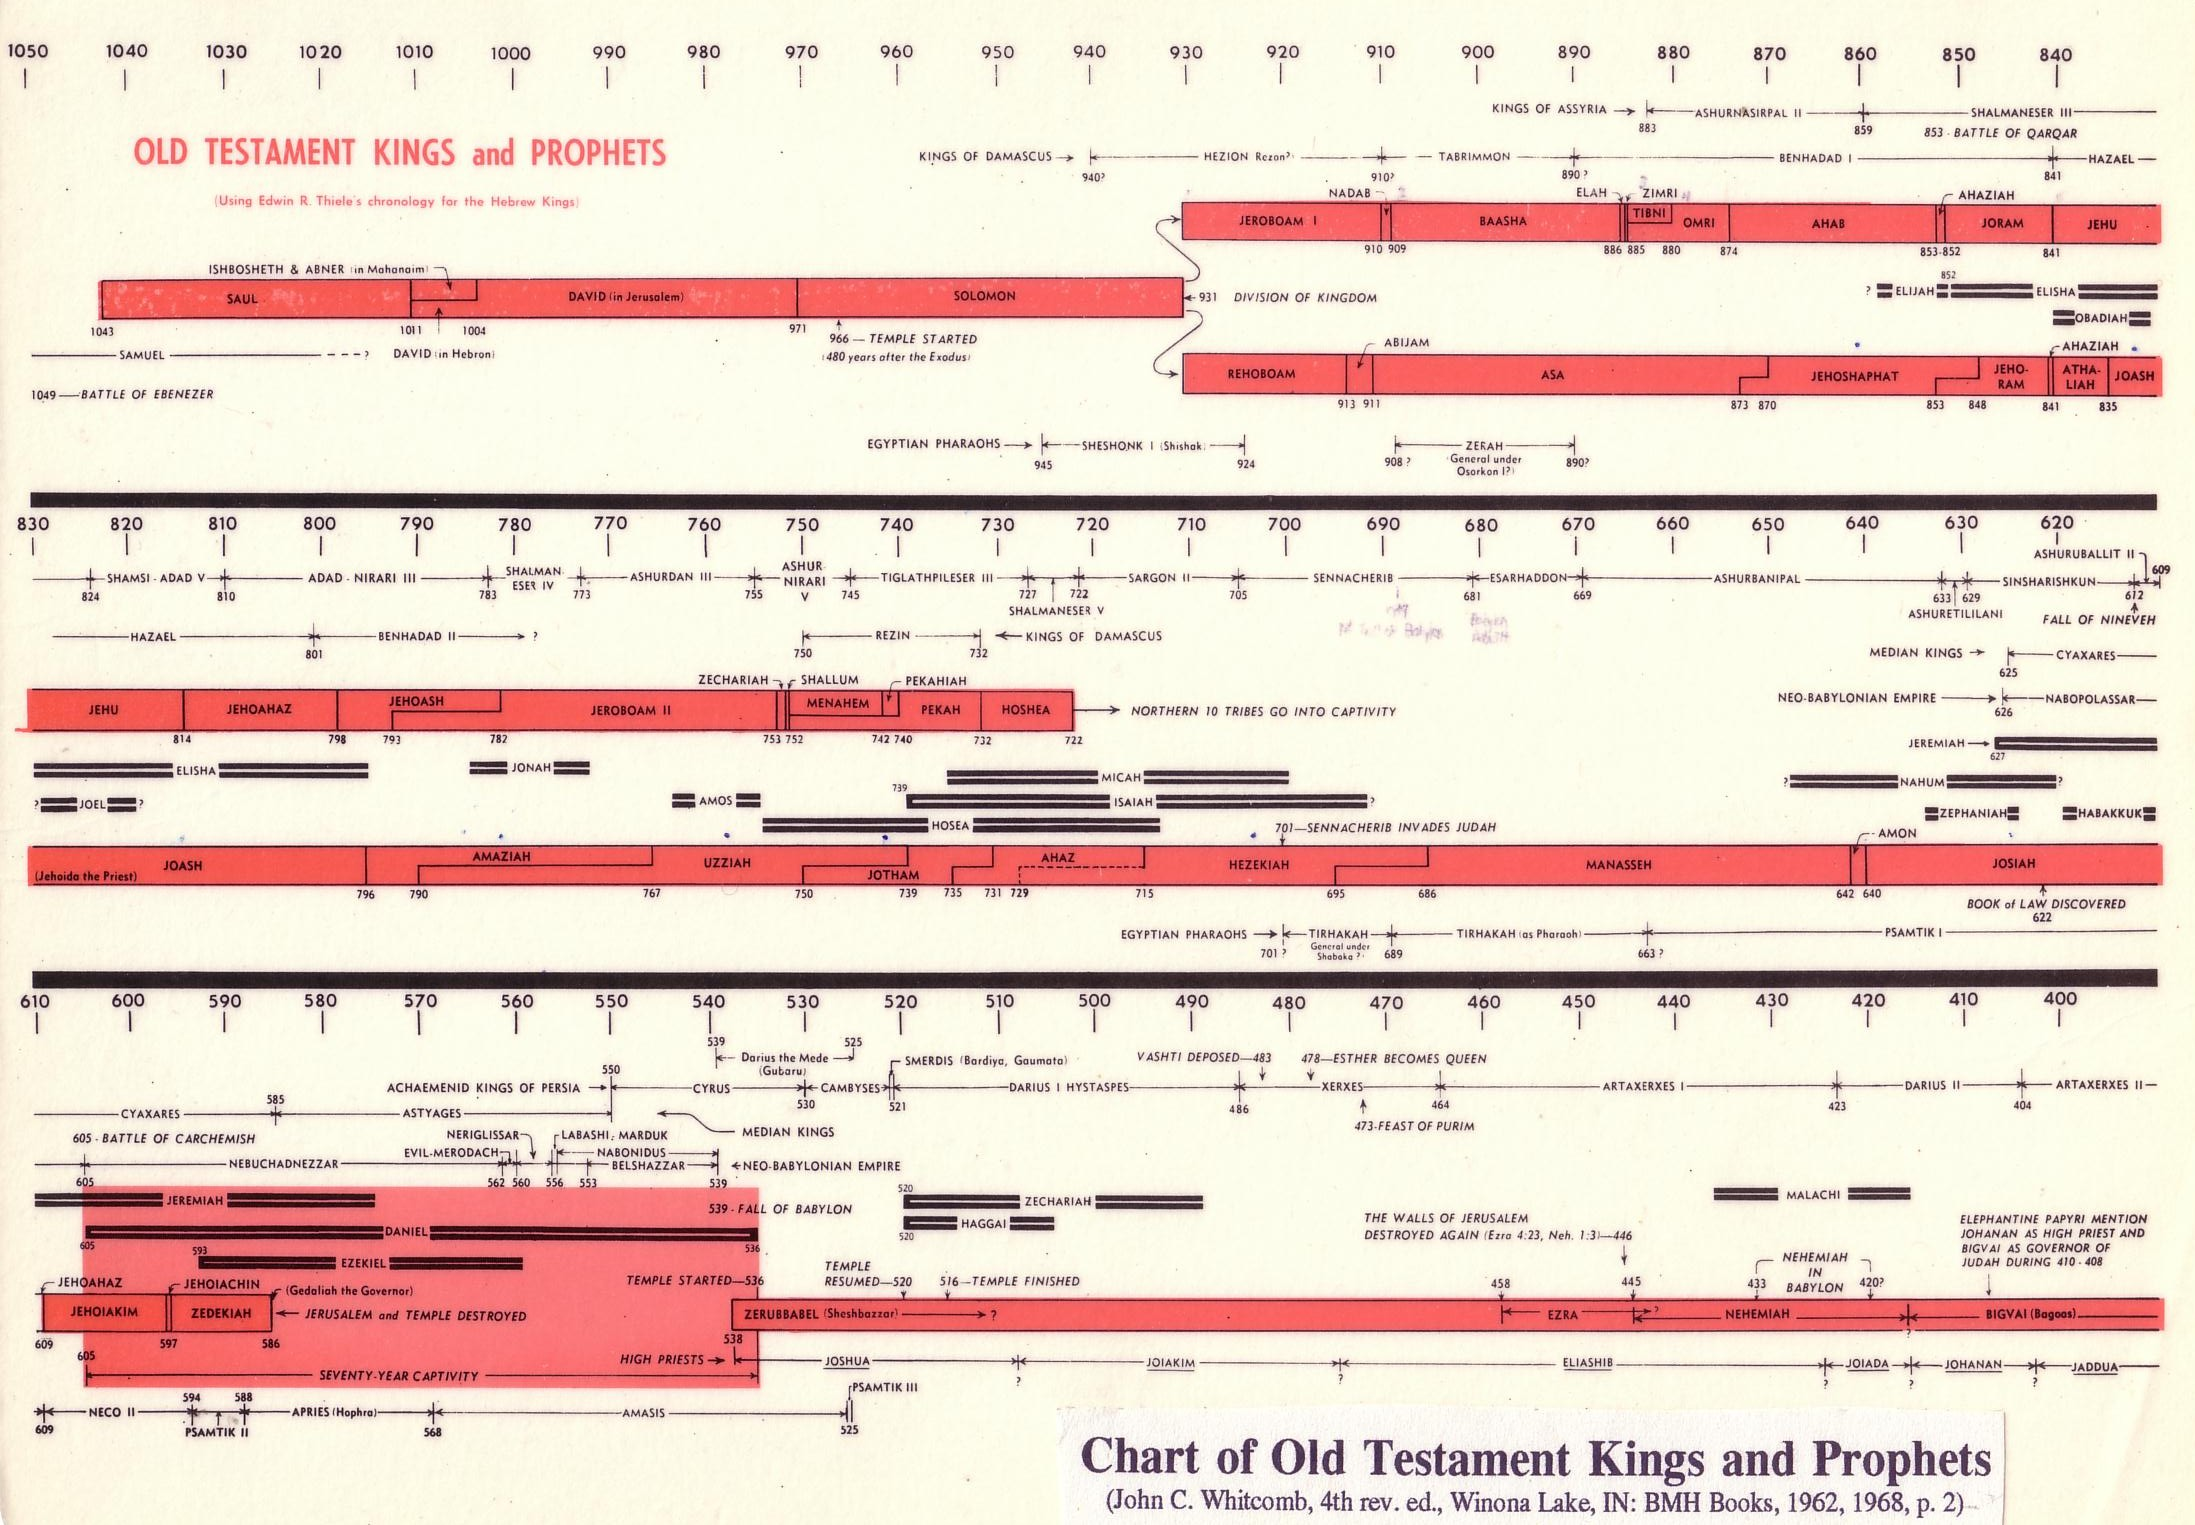 1050 1040 1030 1020 1010 1000 990 980 970 960 950 940 930 920 910 900 890 880 870 860 850 840
KINGS OF ASSYRIA ASHURNASIRPAL II SHALMANESER III
883 859 853 - BATTLE OF QARQAR
OLD TESTAMENT KINGS and PROPHETS
(Using Edwin R. Thiele's chronology for the Hebrew Kings)
KINGS OF DAMASCUS HEZION Rezon? TABRIMMON BENHADAD I HAZAEL
940? 910? 890? 841
NADAB ELAH ZIMRI AHAZIAH
JEROBOAM I BAASHA TIBNI OMRI AHAB JORAM JEHU
910 909 886 885 880 874 853-852 841
ISHBOSHETH & ABNER (in Mahanaim)
SAUL DAVID (in Jerusalem) SOLOMON
931 DIVISION OF KINGDOM
852
? ELIJAH ELISHA
OBADIAH
1043 1011 1004 971
966 — TEMPLE STARTED
(480 years after the Exodus)
SAMUEL ---? DAVID (in Hebron)
1049 — BATTLE OF EBENEZER
ABIJAM AHAZIAH
REHOBOAM ASA JEHOSHAPHAT JEHO-
RAM ATHA-
LIAH JOASH
913 911 873 870 853 848 841 835
EGYPTIAN PHARAOHS SHESHONK I (Shishak) ZERAH
945 924 908? (General under
Osorkon I?) 890?
830 820 810 800 790 780 770 760 750 740 730 720 710 700 690 680 670 660 650 640 630 620
ASHURUBALLIT II
609
SHAMSI-ADAD V ADAD-NIRARI III SHALMAN
ESER IV ASHURDAN III ASHUR
NIRARI
V TIGLATHPILESER III SARGON II SENNACHERIB ESARHADDON ASHURBANIPAL SINSHARISHKUN
824 810 783 773 755 745 727 722 705 681 669 633 629 612
SHALMANESER V ASHURETILILANI
FALL OF NINEVEH
HAZAEL BENHADAD II ? REZIN KINGS OF DAMASCUS
801 750 732
MEDIAN KINGS CYAXARES
625
NEO-BABYLONIAN EMPIRE NABOPOLASSAR
626
ZECHARIAH SHALLUM PEKAHIAH
JEHU JEHOAHAZ JEHOASH JEROBOAM II MENAHEM PEKAH HOSHEA NORTHERN 10 TRIBES GO INTO CAPTIVITY
814 798 793 782 753 752 742 740 732 722
JEREMIAH
627
ELISHA JONAH MICAH
? NAHUM ?
? JOEL ? AMOS 739 ISAIAH ?
ZEPHANIAH HABAKKUK
HOSEA
701—SENNACHERIB INVADES JUDAH
AMON
JOASH AMAZIAH UZZIAH JOTHAM AHAZ HEZEKIAH MANASSEH JOSIAH
(Jehoida the Priest)
796 790 767 750 739 735 731 729 715 695 686 642 640
BOOK of LAW DISCOVERED
622
EGYPTIAN PHARAOHS TIRHAKAH TIRHAKAH (as Pharaoh) PSAMTIK I
701? General under
Shabaka ? 689 663?
610 600 590 580 570 560 550 540 530 520 510 500 490 480 470 460 450 440 430 420 410 400
539 525
Darius the Mede
(Gubaru)
SMERDIS (Bardiya, Gaumata)
VASHTI DEPOSED—483 478—ESTHER BECOMES QUEEN
550
ACHAEMENID KINGS OF PERSIA CYRUS CAMBYSES DARIUS I HYSTASPES XERXES ARTAXERXES I DARIUS II ARTAXERXES II
530 521 486 464 423 404
585
CYAXARES ASTYAGES
473-FEAST OF PURIM
MEDIAN KINGS
605 - BATTLE OF CARCHEMISH
NERIGLISSAR LABASHI-MARDUK
EVIL-MERODACH NABONIDUS
NEBUCHADNEZZAR BELSHAZZAR NEO-BABYLONIAN EMPIRE
605 562 560 556 553 539
JEREMIAH
539 - FALL OF BABYLON
520 ZECHARIAH
MALACHI
HAGGAI
520
DANIEL
605 536
593
EZEKIEL
THE WALLS OF JERUSALEM
DESTROYED AGAIN (Ezra 4:23, Neh. 1:3)—446
ELEPHANTINE PAPYRI MENTION
JOHANAN AS HIGH PRIEST AND
BIGVAI AS GOVERNOR OF
JUDAH DURING 410 - 408
NEHEMIAH
IN
BABYLON
433 420?
JEHOAHAZ JEHOIACHIN (Gedaliah the Governor)
TEMPLE STARTED—536
TEMPLE
RESUMED—520
516—TEMPLE FINISHED
458 445
JEHOIAKIM ZEDEKIAH JERUSALEM and TEMPLE DESTROYED
ZERUBBABEL (Sheshbazzar) ? EZRA ? NEHEMIAH BIGVAI (Bagoas)
609 597 586 538 ?
605
SEVENTY-YEAR CAPTIVITY
HIGH PRIESTS JOSHUA JOIAKIM ELIASHIB JOIADA JOHANAN JADDUA
? ? ? ? ?
594 588
PSAMTIK III
NECO II APRIES (Hophra) AMASIS
609 PSAMTIK II 568 525
Chart of Old Testament Kings and Prophets
(John C. Whitcomb, 4th rev. ed., Winona Lake, IN: BMH Books, 1962, 1968, p. 2)